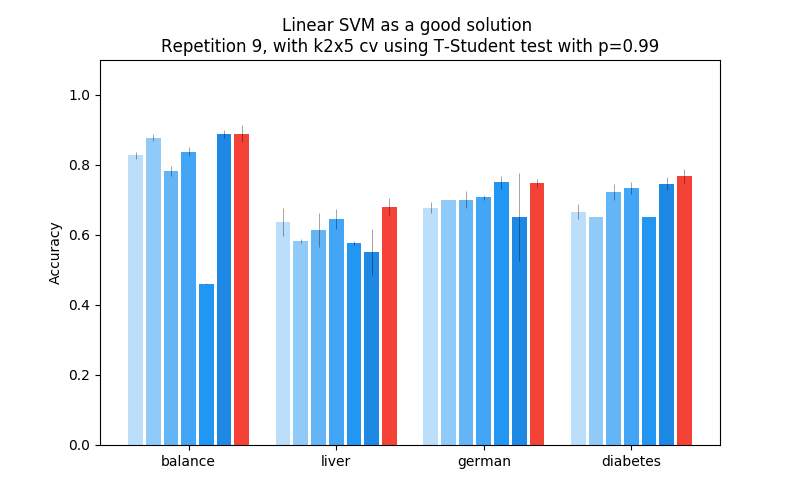 Linear SVM as a good solution
Repetition 9, with k2x5 cv using T-Student test with p=0.99
1.0
0.8
0.6
0.4
0.2
0.0
Accuracy
balance
liver
german
diabetes